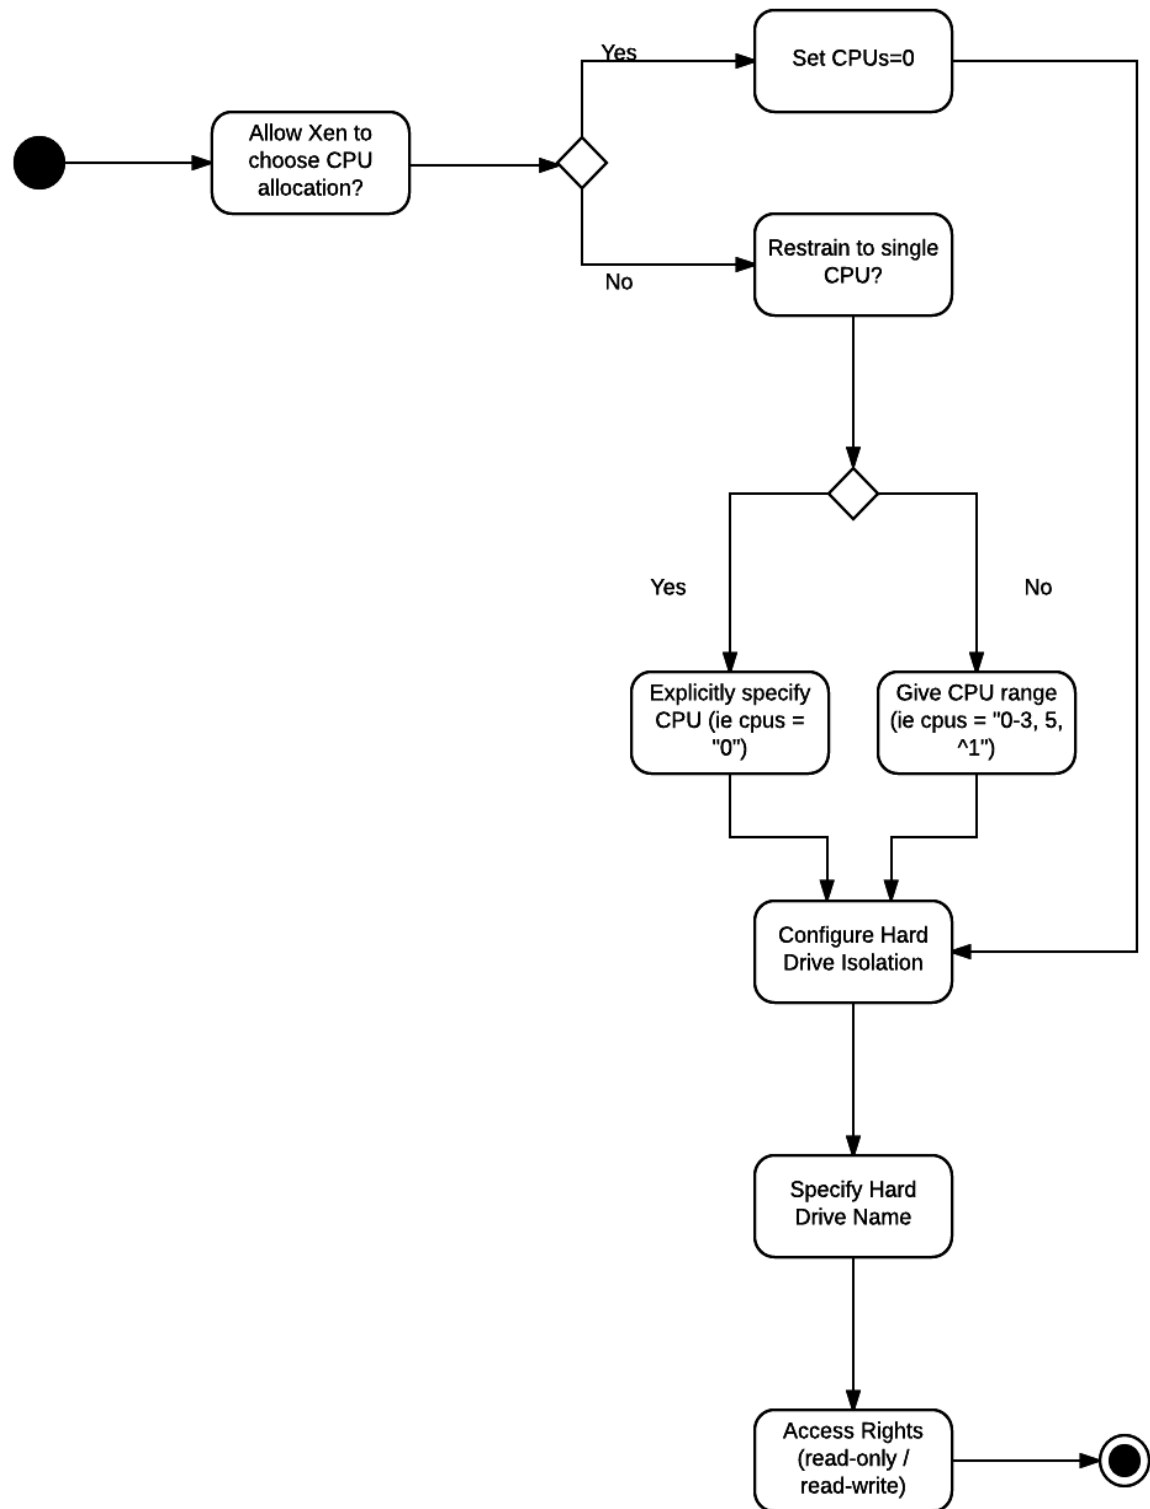 Yes
Set CPUs=0
Allow Xen to
choose CPU
allocation?
No
Restrain to single
CPU?
Yes
No
Explicitly specify
CPU (ie cpus =
"0")
Give CPU range
(ie cpus = "0-3, 5,
^1")
Configure Hard
Drive Isolation
Specify Hard
Drive Name
Access Rights
(read-only /
read-write)